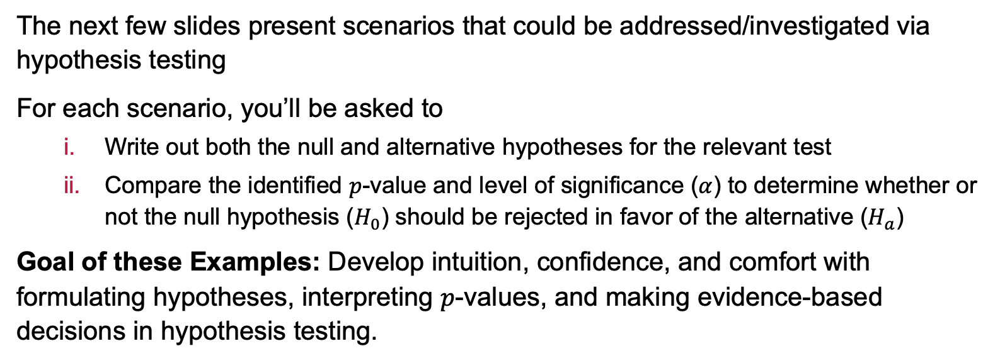 The next few slides present scenarios that could be addressed/investigated via
hypothesis testing
For each scenario, you’ll be asked to
i. Write out both the null and alternative hypotheses for the relevant test
ii. Compare the identified p-value and level of significance (α) to determine whether or
not the null hypothesis (H₀) should be rejected in favor of the alternative (Hₐ)
Goal of these Examples: Develop intuition, confidence, and comfort with
formulating hypotheses, interpreting p-values, and making evidence-based
decisions in hypothesis testing.